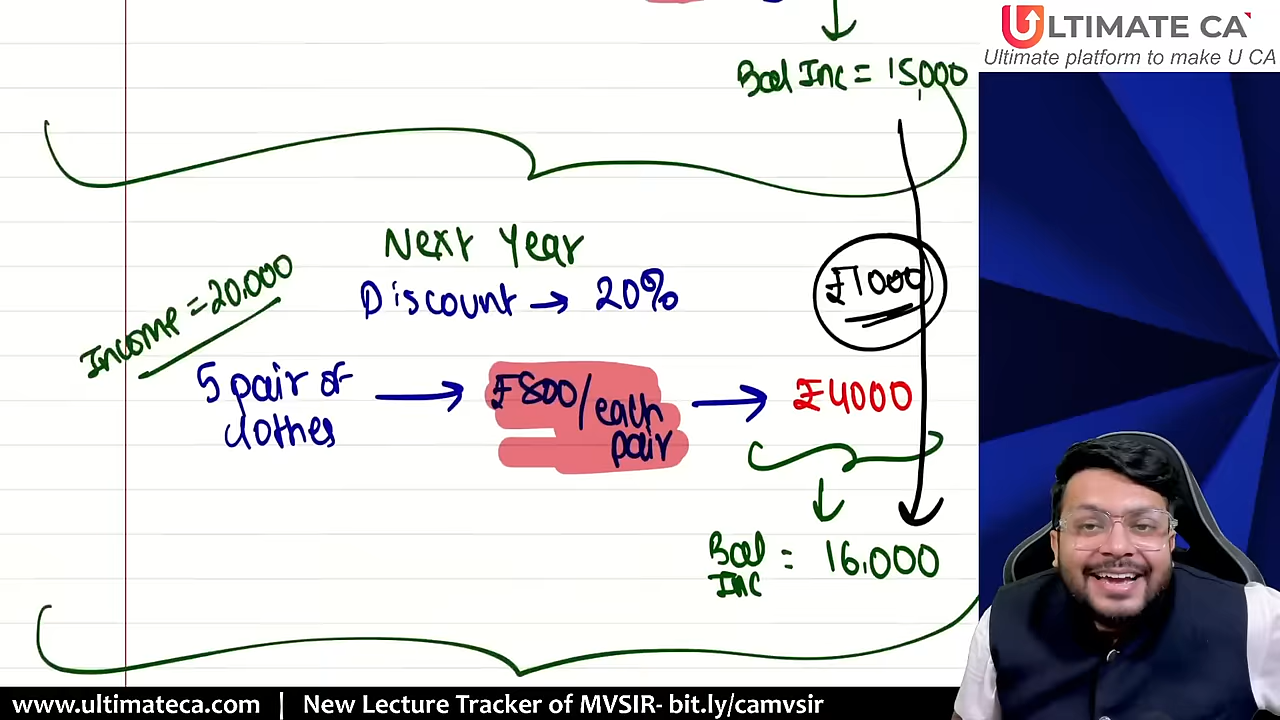 ULTIMATE CA
Ultimate platform to make U CA
Bal Inc = 15,000
Next Year
Discount → 20%
Income = 20,000
₹1000
5 pair of
clothes
→ ₹800/each
pair
→ ₹4000
Bal
INC = 16,000
www.ultimateca.com | New Lecture Tracker of MVSIR- bit.ly/camvsir